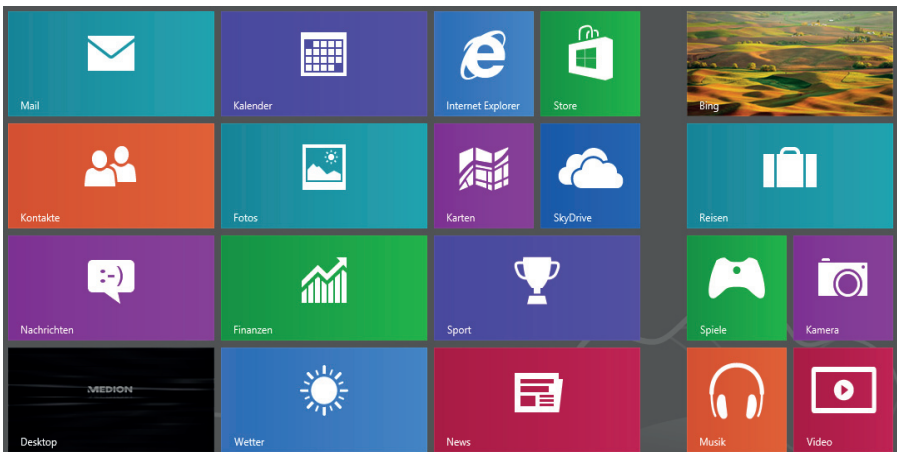 Mail
Kalender
Internet Explorer
Store
Bing
Kontakte
Fotos
Karten
SkyDrive
Reisen
:-)
Nachrichten
Finanzen
Sport
Spiele
Kamera
MEDION
Desktop
Wetter
News
Musik
Video